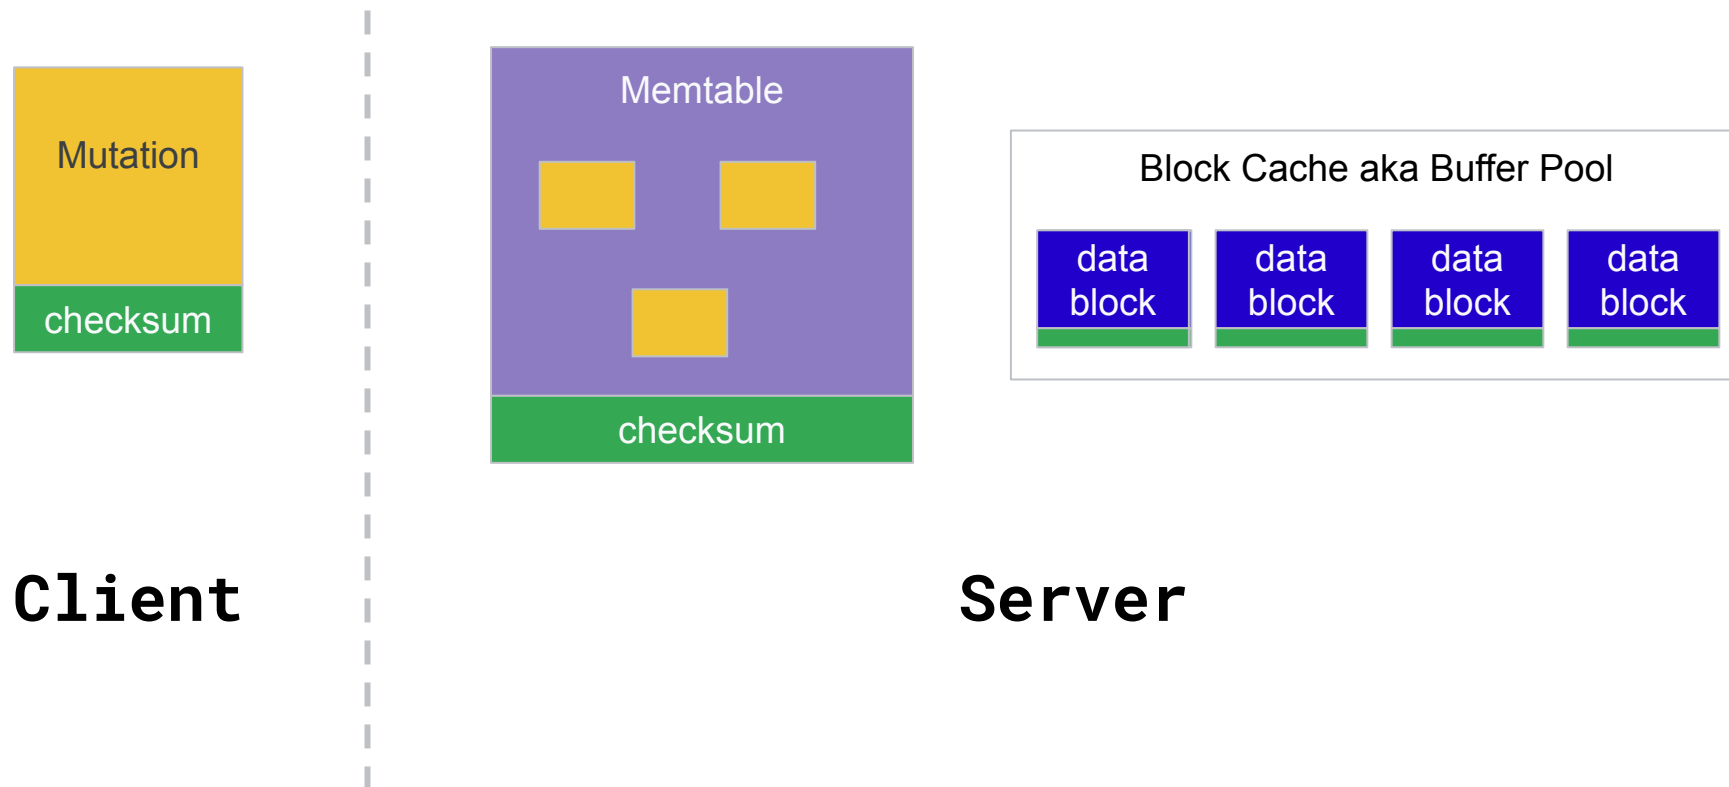 Mutation
checksum
Memtable
checksum
Block Cache aka Buffer Pool
data
block
data
block
data
block
data
block
Client
Server